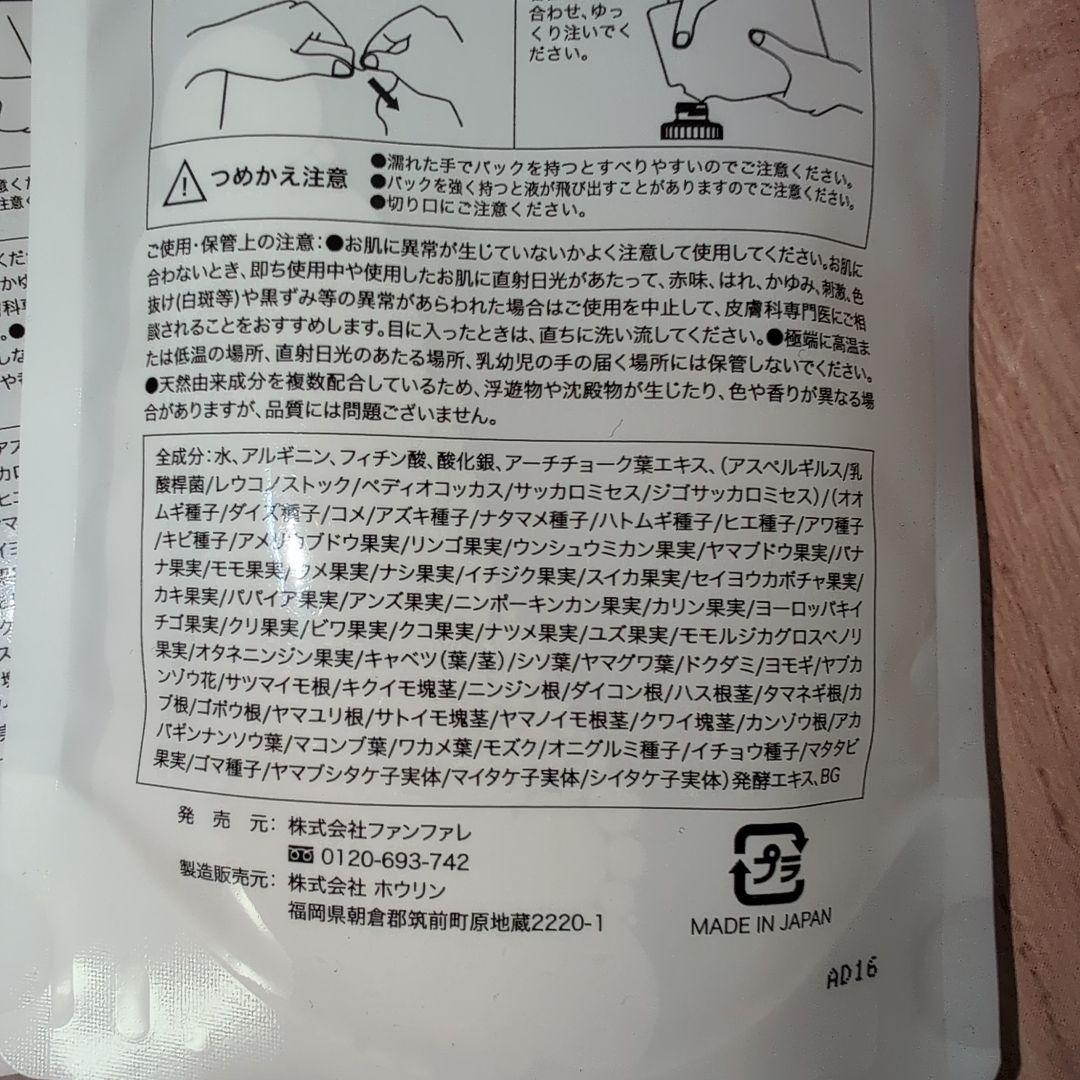 合わせ、ゆっ
くり注いでく
ださい。
つめかえ注意
●濡れた手でパックを持つとすべりやすいのでご注意ください。
●パックを強く持つと液が飛び出すことがありますのでご注意ください。
●切り口にご注意ください。
ご使用・保管上の注意：●お肌に異常が生じていないかよく注意して使用してください。お肌に
合わないとき、即ち使用中や使用したお肌に直射日光があたって、赤味、はれ、かゆみ、刺激、色
抜け(白斑等)や黒ずみ等の異常があらわれた場合はご使用を中止して、皮膚科専門医にご相
談されることをおすすめします。目に入ったときは、直ちに洗い流してください。●極端に高温ま
たは低温の場所、直射日光のあたる場所、乳幼児の手の届く場所には保管しないでください。
●天然由来成分を複数配合しているため、浮遊物や沈殿物が生じたり、色や香りが異なる場
合がありますが、品質には問題ございません。
全成分：水、アルギニン、フィチン酸、酸化銀、アーチチョーク葉エキス、(アスペルギルス/乳
酸桿菌/レウコノストック/ペディオコッカス/サッカロミセス/ジゴサッカロミセス)/(オオ
ムギ種子/ダイズ種子/コメ/アズキ種子/ナタマメ種子/ハトムギ種子/ヒエ種子/アワ種子
/キビ種子/アメリカブドウ果実/リンゴ果実/ウンシュウミカン果実/ヤマブドウ果実/バナ
ナ果実/モモ果実/ウメ果実/ナシ果実/イチジク果実/スイカ果実/セイヨウカボチャ果実/
カキ果実/パパイア果実/アンズ果実/ニンポーキンカン果実/カリン果実/ヨーロッパキイ
チゴ果実/クリ果実/ビワ果実/クコ果実/ナツメ果実/ユズ果実/モモルジカグロスベノリ
果実/オタネニンジン果実/キャベツ(葉/茎)/シソ葉/ヤマグワ葉/ドクダミ/ヨモギ/ヤブカ
ンゾウ花/サツマイモ根/キクイモ塊茎/ニンジン根/ダイコン根/ハス根茎/タマネギ根/カ
ブ根/ゴボウ根/ヤマユリ根/サトイモ塊茎/ヤマノイモ根茎/クワイ塊茎/カンゾウ根/アカ
バギンナンソウ葉/マコンブ葉/ワカメ葉/モズク/オニグルミ種子/イチョウ種子/マタタビ
果実/ゴマ種子/ヤマブシタケ子実体/マイタケ子実体/シイタケ子実体)発酵エキス、BG
発売元：株式会社ファンファレ
0120-693-742
製造販売元：株式会社 ホウリン
福岡県朝倉郡筑前町原地蔵2220-1
プラ
MADE IN JAPAN
AD16